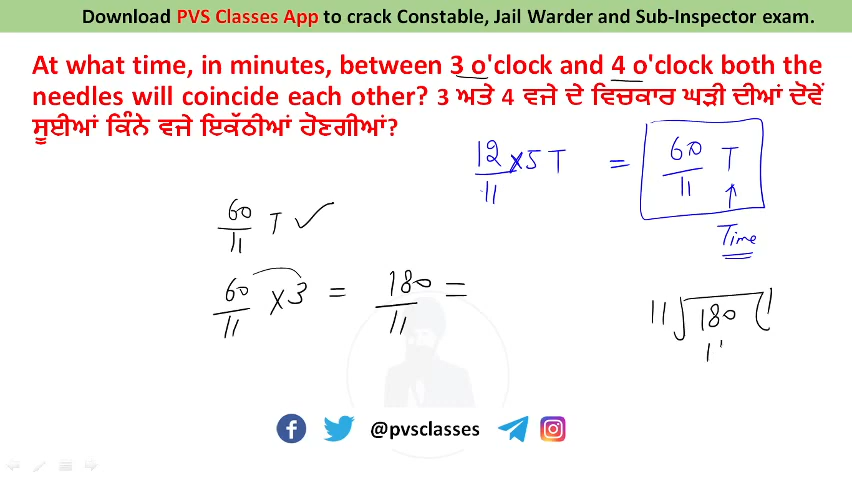 Download PVS Classes App to crack Constable, Jail Warder and Sub-Inspector exam.
At what time, in minutes, between 3 o'clock and 4 o'clock both the
needles will coincide each other? 3 ਅਤੇ 4 ਵਜੇ ਦੇ ਵਿਚਕਾਰ ਘੜੀ ਦੀਆਂ ਦੋਵੇਂ
ਸੂਈਆਂ ਕਿੰਨੇ ਵਜੇ ਇਕੱਠੀਆਂ ਹੋਣਗੀਆਂ?
12/11 × 5 T = 60/11 T
Time
60/11 T ✓
60/11 × 3 = 180/11 =
11 √180 ( 1
11
@pvsclasses